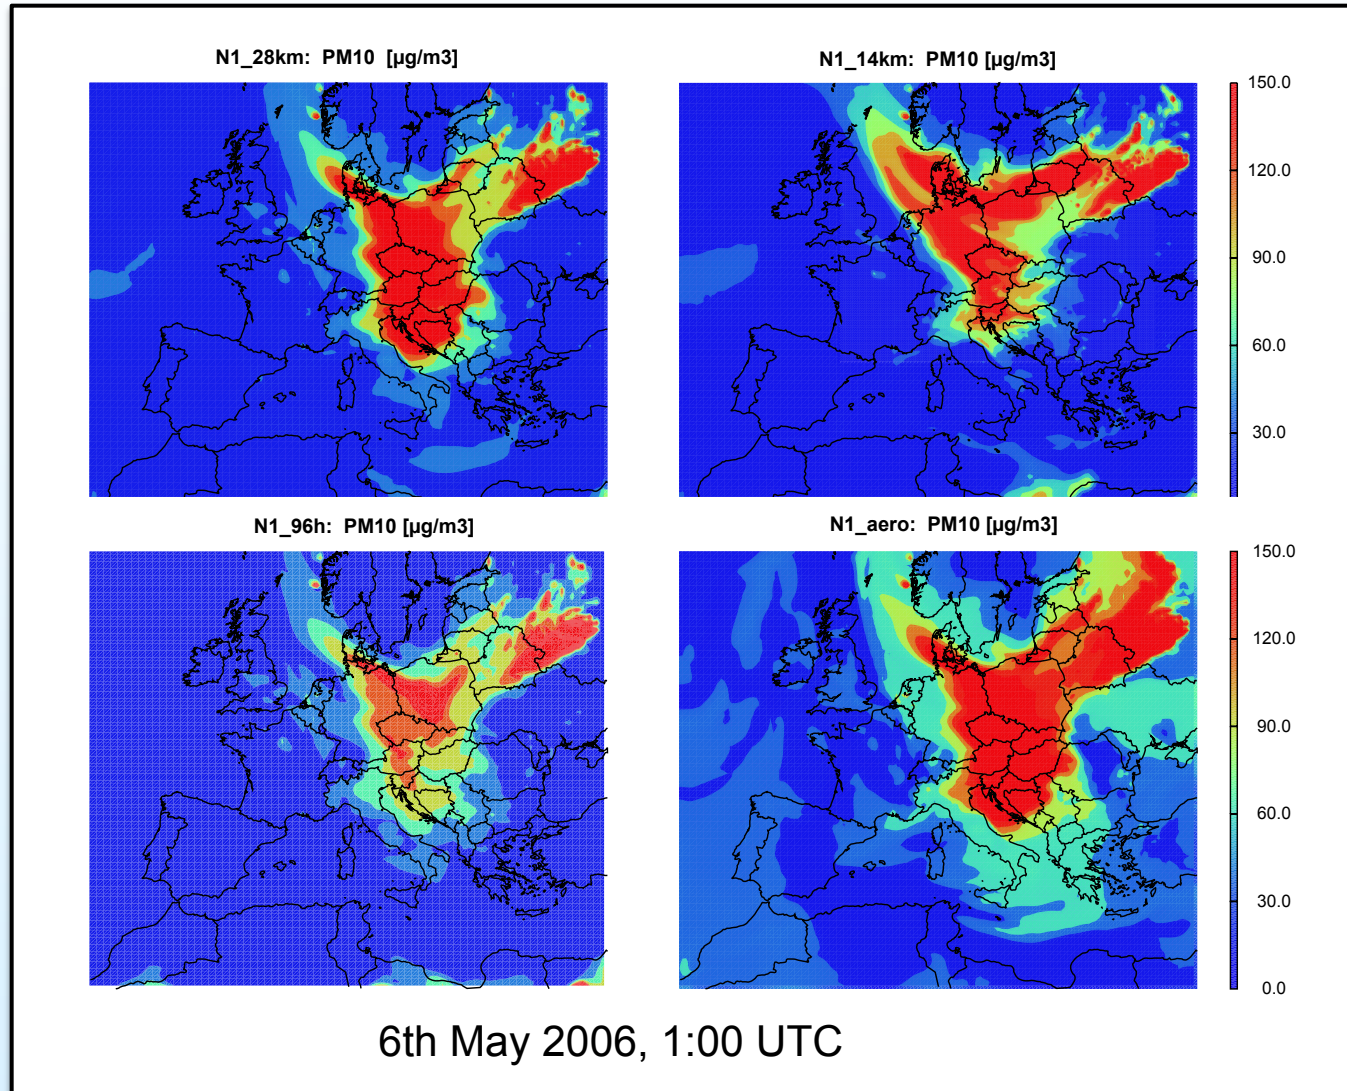 N1_28km:  PM10  [µg/m3]
N1_14km:  PM10 [µg/m3]
150.0
120.0
90.0
60.0
30.0
N1_96h:  PM10 [µg/m3]
N1_aero:  PM10 [µg/m3]
150.0
120.0
90.0
60.0
30.0
0.0
6th May 2006, 1:00 UTC